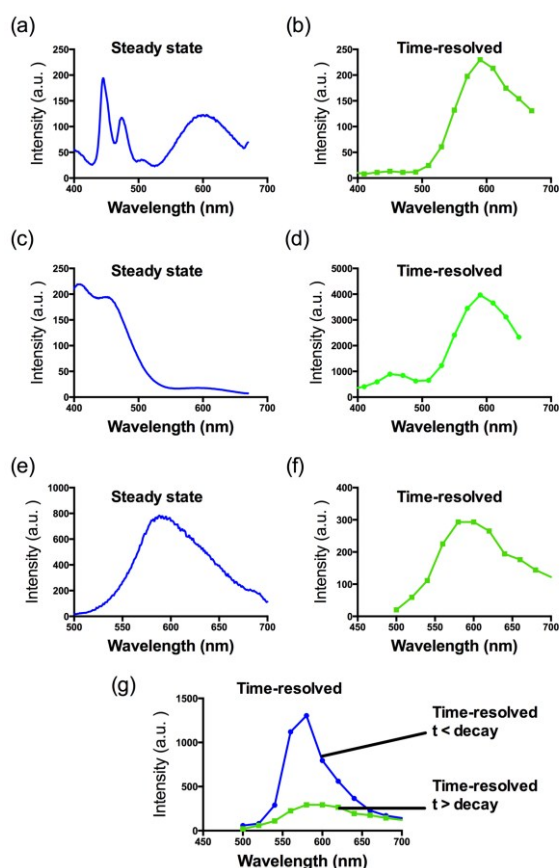 (a)
Steady state
Intensity (a.u. )
250
200
150
100
50
0
400 500 600 700
Wavelength (nm)
(b)
Time-resolved
Intensity (a.u. )
250
200
150
100
50
0
400 500 600 700
Wavelength (nm)
(c)
Steady state
Intensity (a.u. )
250
200
150
100
50
0
400 500 600 700
Wavelength (nm)
(d)
Time-resolved
Intensity (a.u. )
5000
4000
3000
2000
1000
0
400 500 600 700
Wavelength (nm)
(e)
Steady state
Intensity (a.u. )
1000
800
600
400
200
0
500 550 600 650 700
Wavelength (nm)
(f)
Time-resolved
Intensity (a.u. )
400
300
200
100
0
450 500 550 600 650 700
Wavelength (nm)
(g)
Time-resolved
Intensity (a.u. )
1500
1000
500
0
450 500 550 600 650 700
Wavelength (nm)
Time-resolved
t < decay
Time-resolved
t > decay